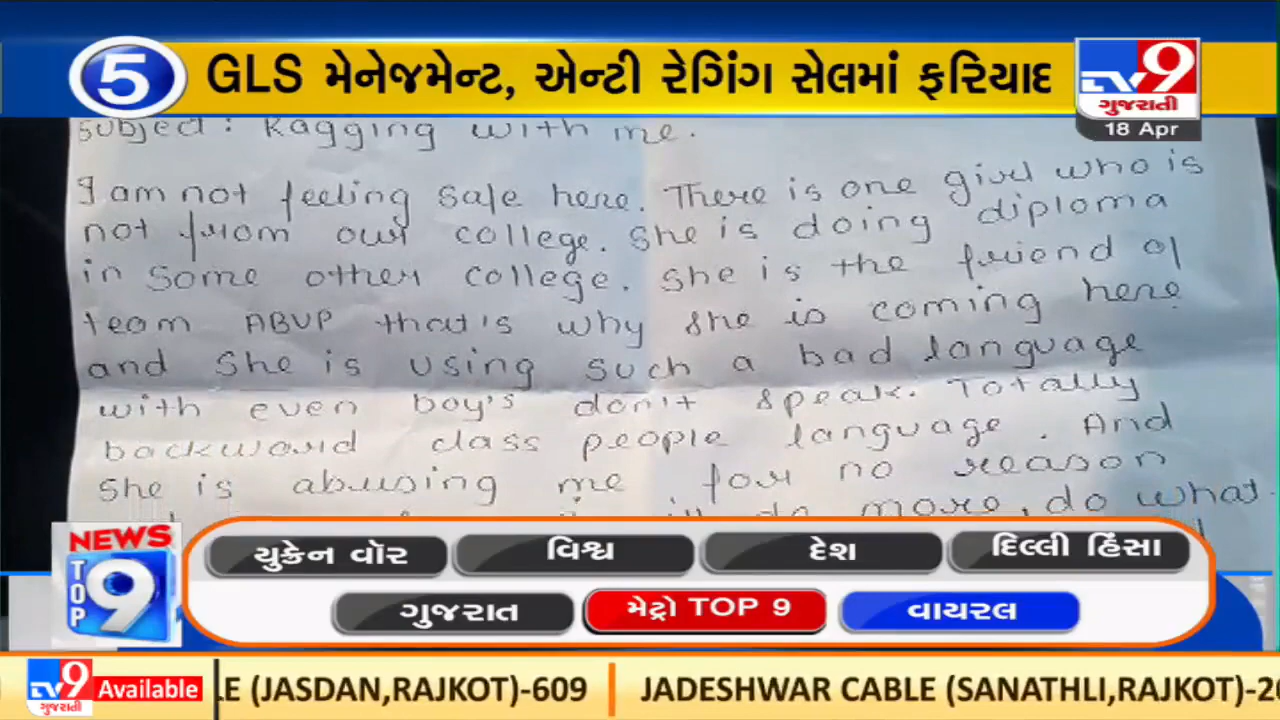 5 GLS મેનેજમેન્ટ, એન્ટી રેગિંગ સેલમાં ફરિયાદ
TV9
ગુજરાતી
18 Apr
Subject : Ragging with me.
I am not feeling safe here. There is one girl who is
not from our college. She is doing diploma
in some other college. She is the friend of
team ABVP that's why she is coming here
and she is using such a bad language
with even boy's don't speak. Totally
backward class people language. And
she is abusing me for no reason
more, do what
NEWS
TOP
9
યુક્રેન વૉર
વિશ્વ
દેશ
દિલ્લી હિંસા
ગુજરાત
મેટ્રો TOP 9
વાયરલ
TV9
ગુજરાતી
Available
LE (JASDAN,RAJKOT)-609
JADESHWAR CABLE (SANATHLI,RAJKOT)-26